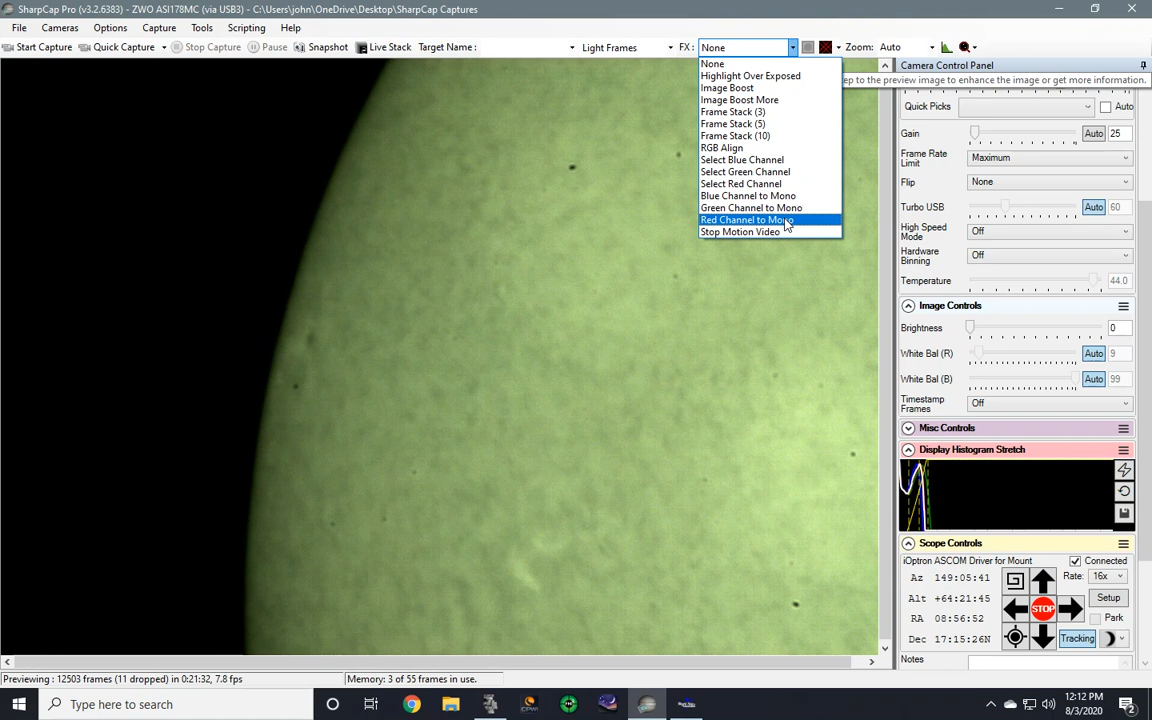 SharpCap Pro (v3.2.6383) - ZWO ASI178MC (via USB3) - C:\Users\john\OneDrive\Desktop\SharpCap Captures
File Cameras Options Capture Tools Scripting Help
Start Capture Quick Capture Stop Capture Pause Snapshot Live Stack Target Name : Light Frames FX : None Zoom: Auto
None
Highlight Over Exposed
Image Boost
Image Boost More
Frame Stack (3)
Frame Stack (5)
Frame Stack (10)
RGB Align
Select Blue Channel
Select Green Channel
Select Red Channel
Blue Channel to Mono
Green Channel to Mono
Red Channel to Mono
Stop Motion Video
ep to the preview image to enhance the image or get more information.
Camera Control Panel
Quick Picks Auto
Gain Auto 25
Frame Rate Limit Maximum
Flip None
Turbo USB Auto 60
High Speed Mode Off
Hardware Binning Off
Temperature 44.0
Image Controls
Brightness 0
White Bal (R) Auto 9
White Bal (B) Auto 99
Timestamp Frames Off
Misc Controls
Display Histogram Stretch
Scope Controls
iOptron ASCOM Driver for Mount Connected
Az 149:05:41 Rate: 16x
Alt +64:21:45 STOP Setup
RA 08:56:52 Park
Dec 17:15:26N Tracking
Notes
Previewing : 12503 frames (11 dropped) in 0:21:32, 7.8 fps Memory: 3 of 55 frames in use.
Type here to search
12:12 PM
8/3/2020
2